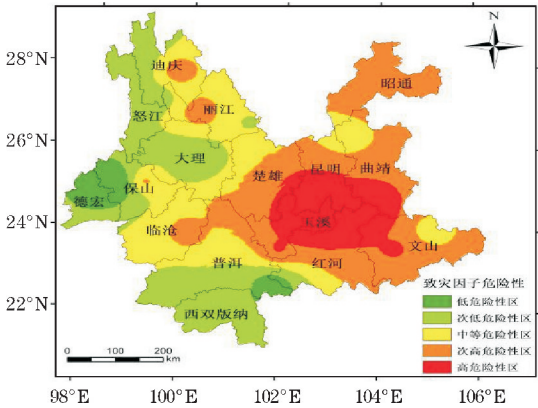 N
28°N
26°N
24°N
22°N
迪庆
昭通
丽江
怒江
大理
楚雄
昆明
曲靖
保山
德宏
玉溪
临沧
文山
普洱
红河
西双版纳
致灾因子危险性
低危险性区
次低危险性区
中等危险性区
次高危险性区
高危险性区
0 50 100 200
km
98°E 100°E 102°E 104°E 106°E